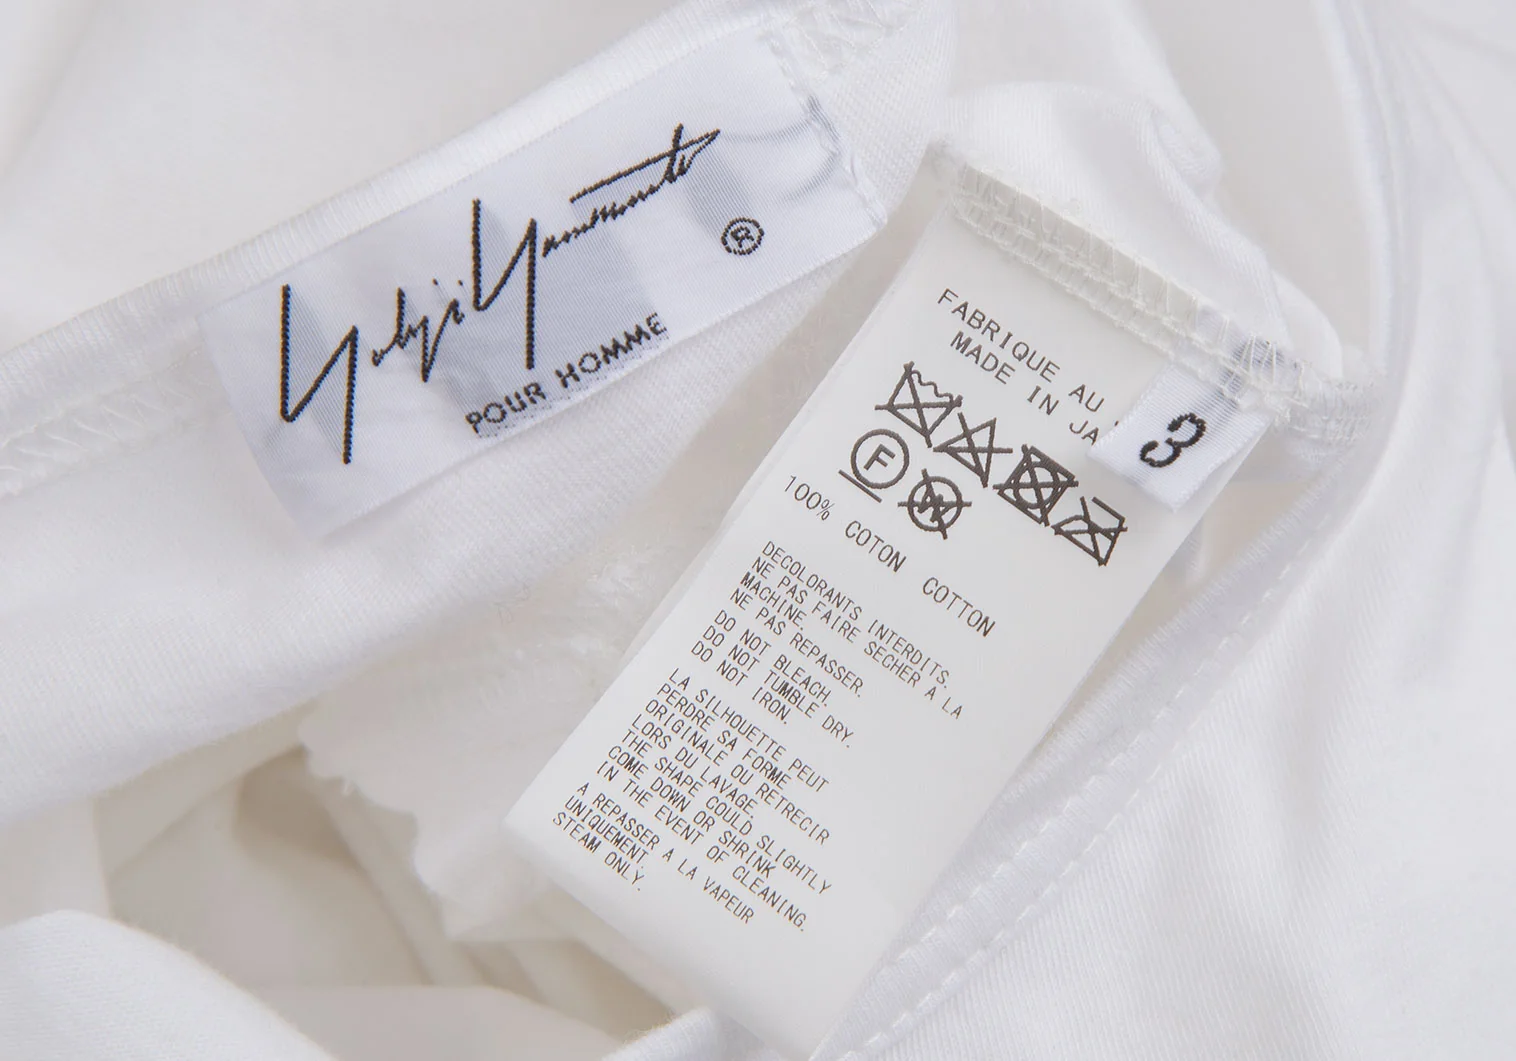 Yohji Yamamoto
®
POUR HOMME
FABRIQUE AU
MADE IN JA
3
F
W
100% COTON COTTON
DECOLORANTS INTERDITS.
NE PAS FAIRE SECHER A LA
MACHINE.
NE PAS REPASSER.
DO NOT BLEACH.
DO NOT TUMBLE DRY.
DO NOT IRON.
LA SILHOUETTE PEUT
PERDRE SA FORME
ORIGINALE OU RETRECIR
LORS DU LAVAGE.
THE SHAPE COULD SLIGHTLY
COME DOWN OR SHRINK
IN THE EVENT OF CLEANING.
A REPASSER A LA VAPEUR
UNIQUEMENT.
STEAM ONLY.